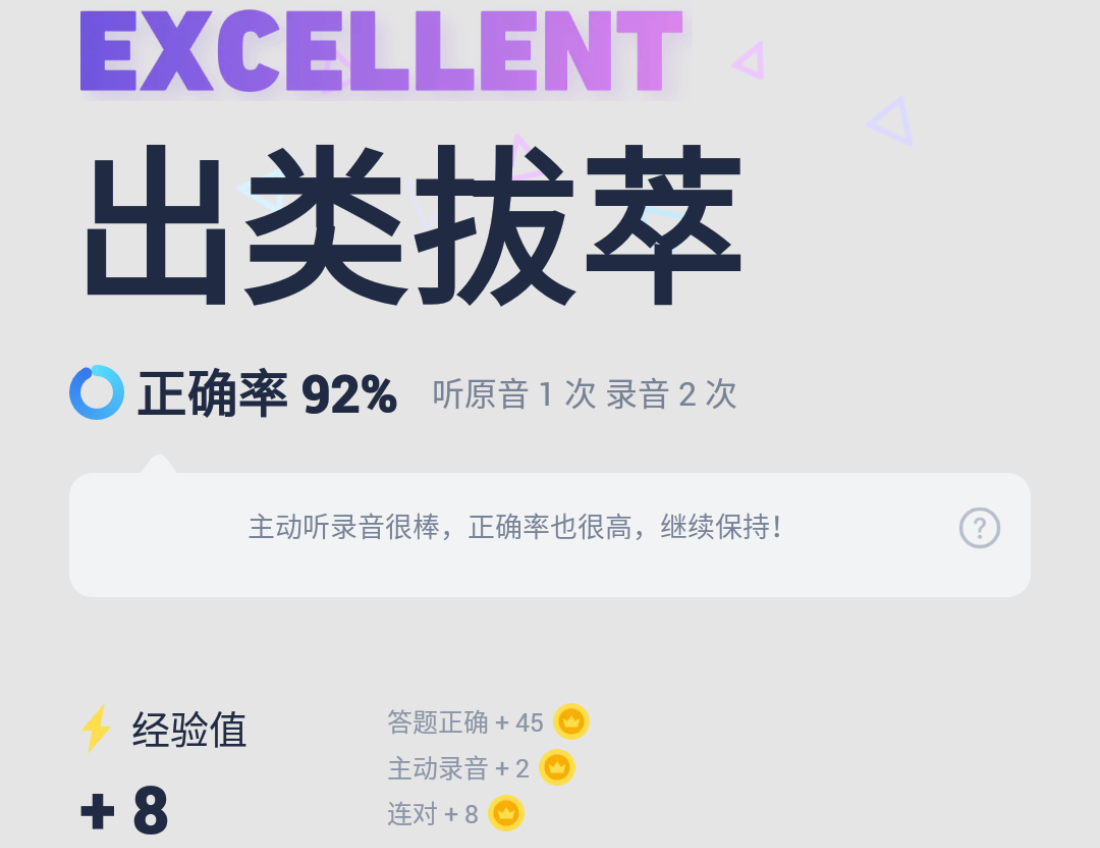 EXCELLENT
出类拔萃
正确率 92% 听原音 1 次 录音 2 次
主动听录音很棒，正确率也很高，继续保持！
?
经验值
+ 8
答题正确 + 45
主动录音 + 2
连对 + 8